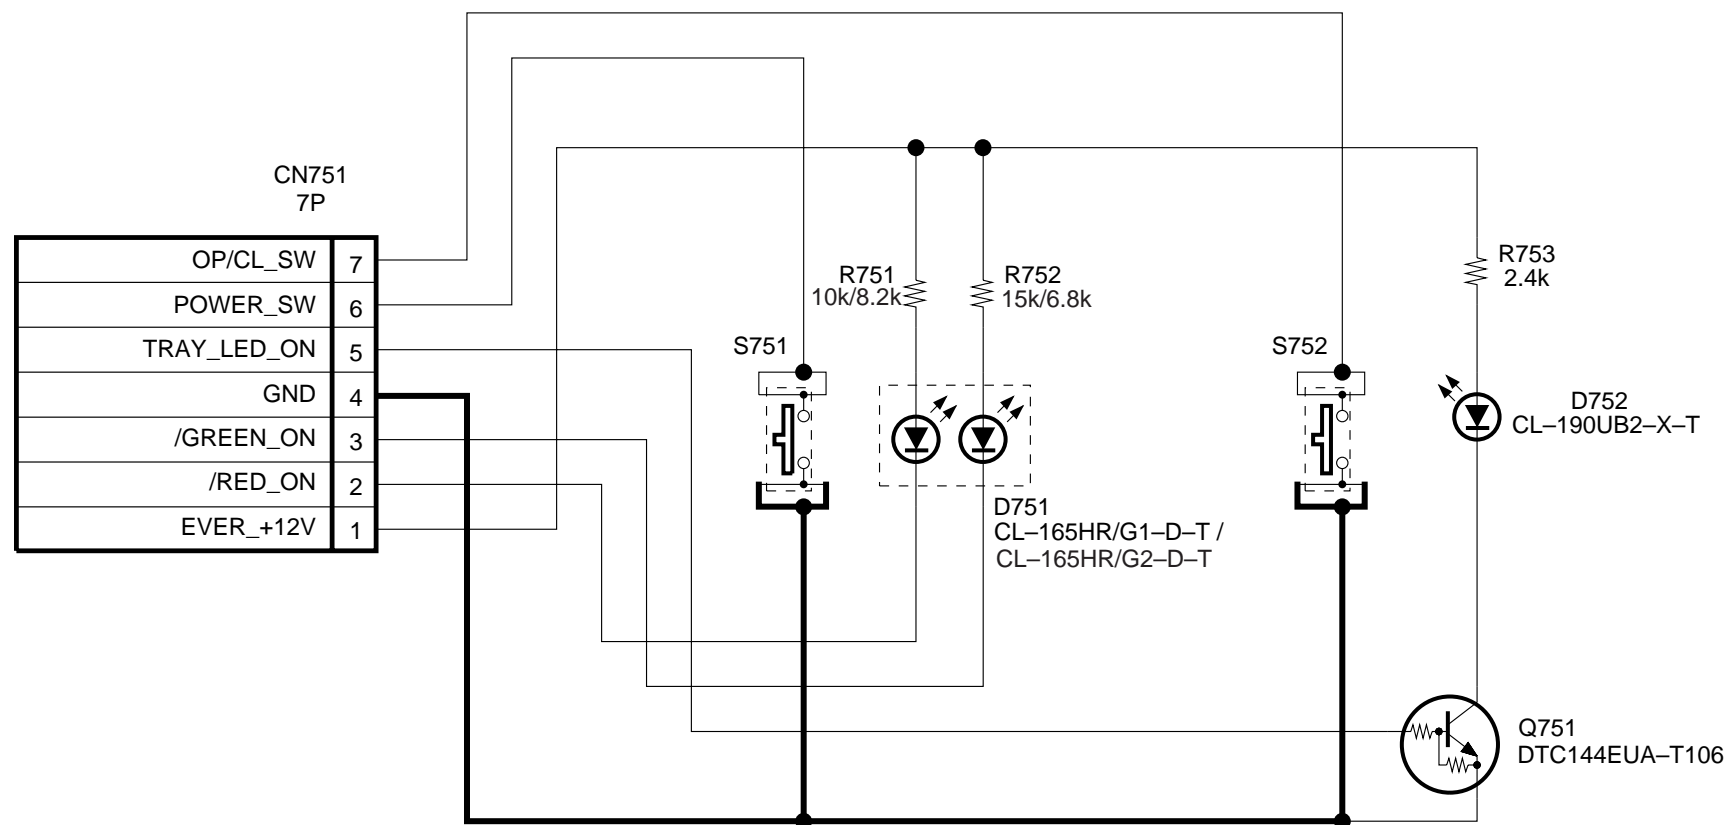 CN751
7P
OP/CL_SW 7
POWER_SW 6
TRAY_LED_ON 5
GND 4
/GREEN_ON 3
/RED_ON 2
EVER_+12V 1
R751
10k/8.2k
R752
15k/6.8k
R753
2.4k
S751
S752
D751
CL–165HR/G1–D–T /
CL–165HR/G2–D–T
D752
CL–190UB2–X–T
Q751
DTC144EUA–T106